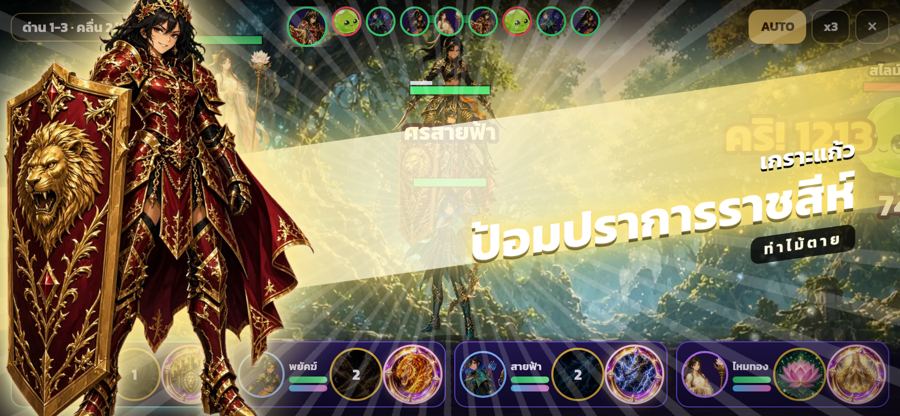 ด่าน 1-3 · คลื่น 2
AUTO
x3
×
สไลม์
ศรสายฟ้า
คริ! 1213
เกราะแก้ว
ป้อมปราการราชสีห์
ท่าไม้ตาย
74
1
พยัคฆ์
2
สายฟ้า
2
ไหมทอง